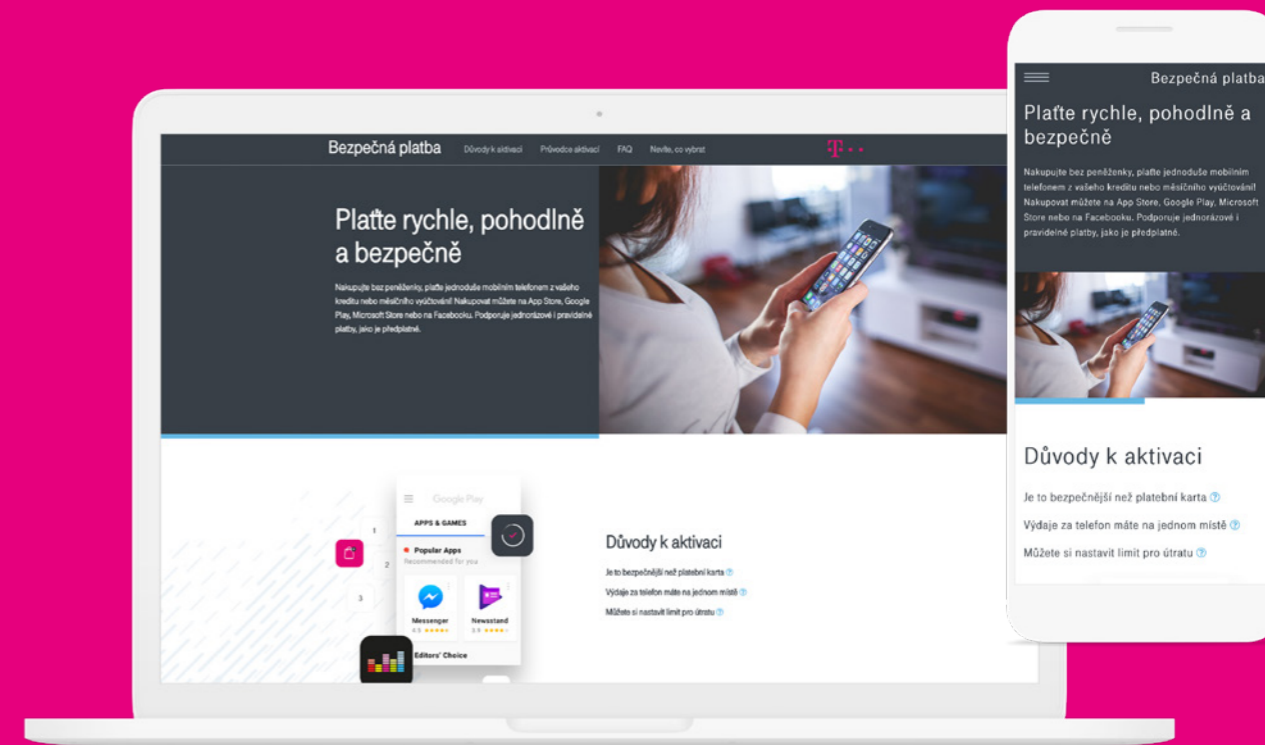 Bezpečná platba
Důvody k aktivaci
Průvodce aktivací
FAQ
Nevíte, co vybrat
T
Plaťte rychle, pohodlně
a bezpečně
Nakupujte bez peněženky, plaťte jednoduše mobilním telefonem z vašeho
kreditu nebo měsíčního vyúčtování! Nakupovat můžete na App Store, Google
Play, Microsoft Store nebo na Facebooku. Podporuje jednorázové i pravidelné
platby, jako je předplatné.
Google Play
APPS & GAMES
Popular Apps
Recommended for you
1
2
3
Messenger
4.5
Newsstand
3.9
Editors' Choice
Důvody k aktivaci
Je to bezpečnější než platební karta ?
Výdaje za telefon máte na jednom místě ?
Můžete si nastavit limit pro útratu ?
Bezpečná platba
Plaťte rychle, pohodlně a
bezpečně
Nakupujte bez peněženky, plaťte jednoduše mobilním
telefonem z vašeho kreditu nebo měsíčního vyúčtování!
Nakupovat můžete na App Store, Google Play, Microsoft
Store nebo na Facebooku. Podporuje jednorázové i
pravidelné platby, jako je předplatné.
Důvody k aktivaci
Je to bezpečnější než platební karta ?
Výdaje za telefon máte na jednom místě ?
Můžete si nastavit limit pro útratu ?